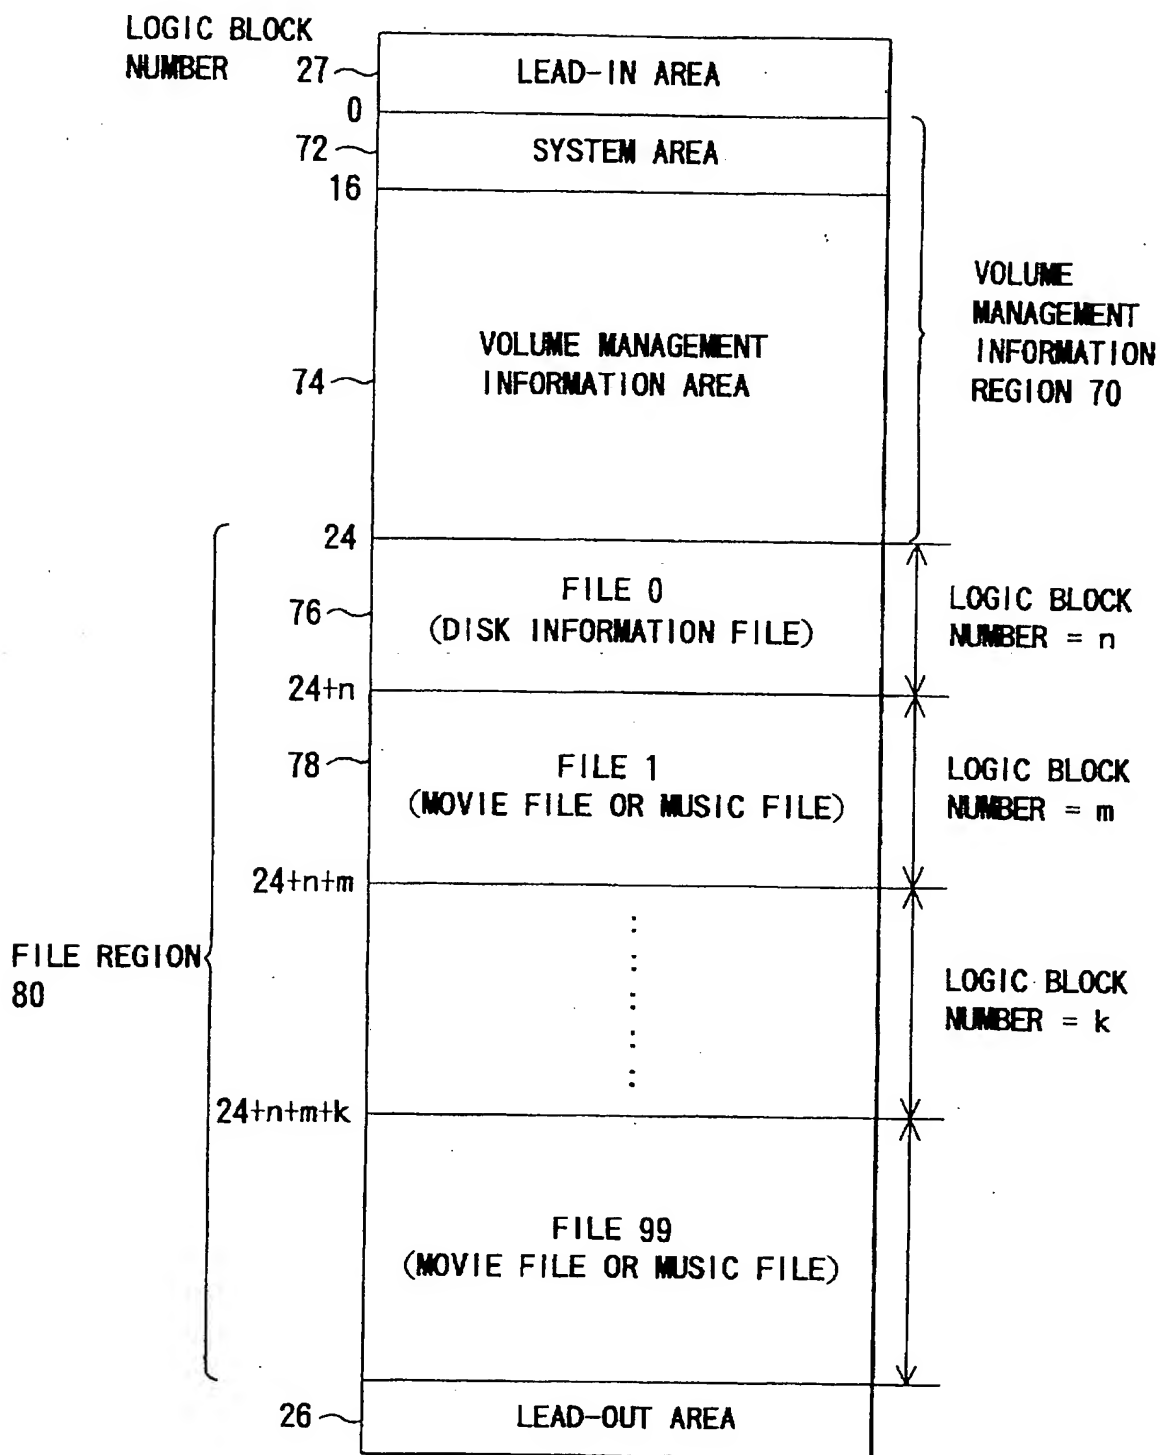 LOGIC BLOCK
NUMBER
27
LEAD-IN AREA
0
72
SYSTEM AREA
16
VOLUME
MANAGEMENT
INFORMATION
REGION 70
VOLUME MANAGEMENT
INFORMATION AREA
74
24
FILE 0
(DISK INFORMATION FILE)
76
LOGIC BLOCK
NUMBER = n
24+n
78
FILE 1
(MOVIE FILE OR MUSIC FILE)
LOGIC BLOCK
NUMBER = m
24+n+m
FILE REGION
80
LOGIC BLOCK
NUMBER = k
24+n+m+k
FILE 99
(MOVIE FILE OR MUSIC FILE)
26
LEAD-OUT AREA